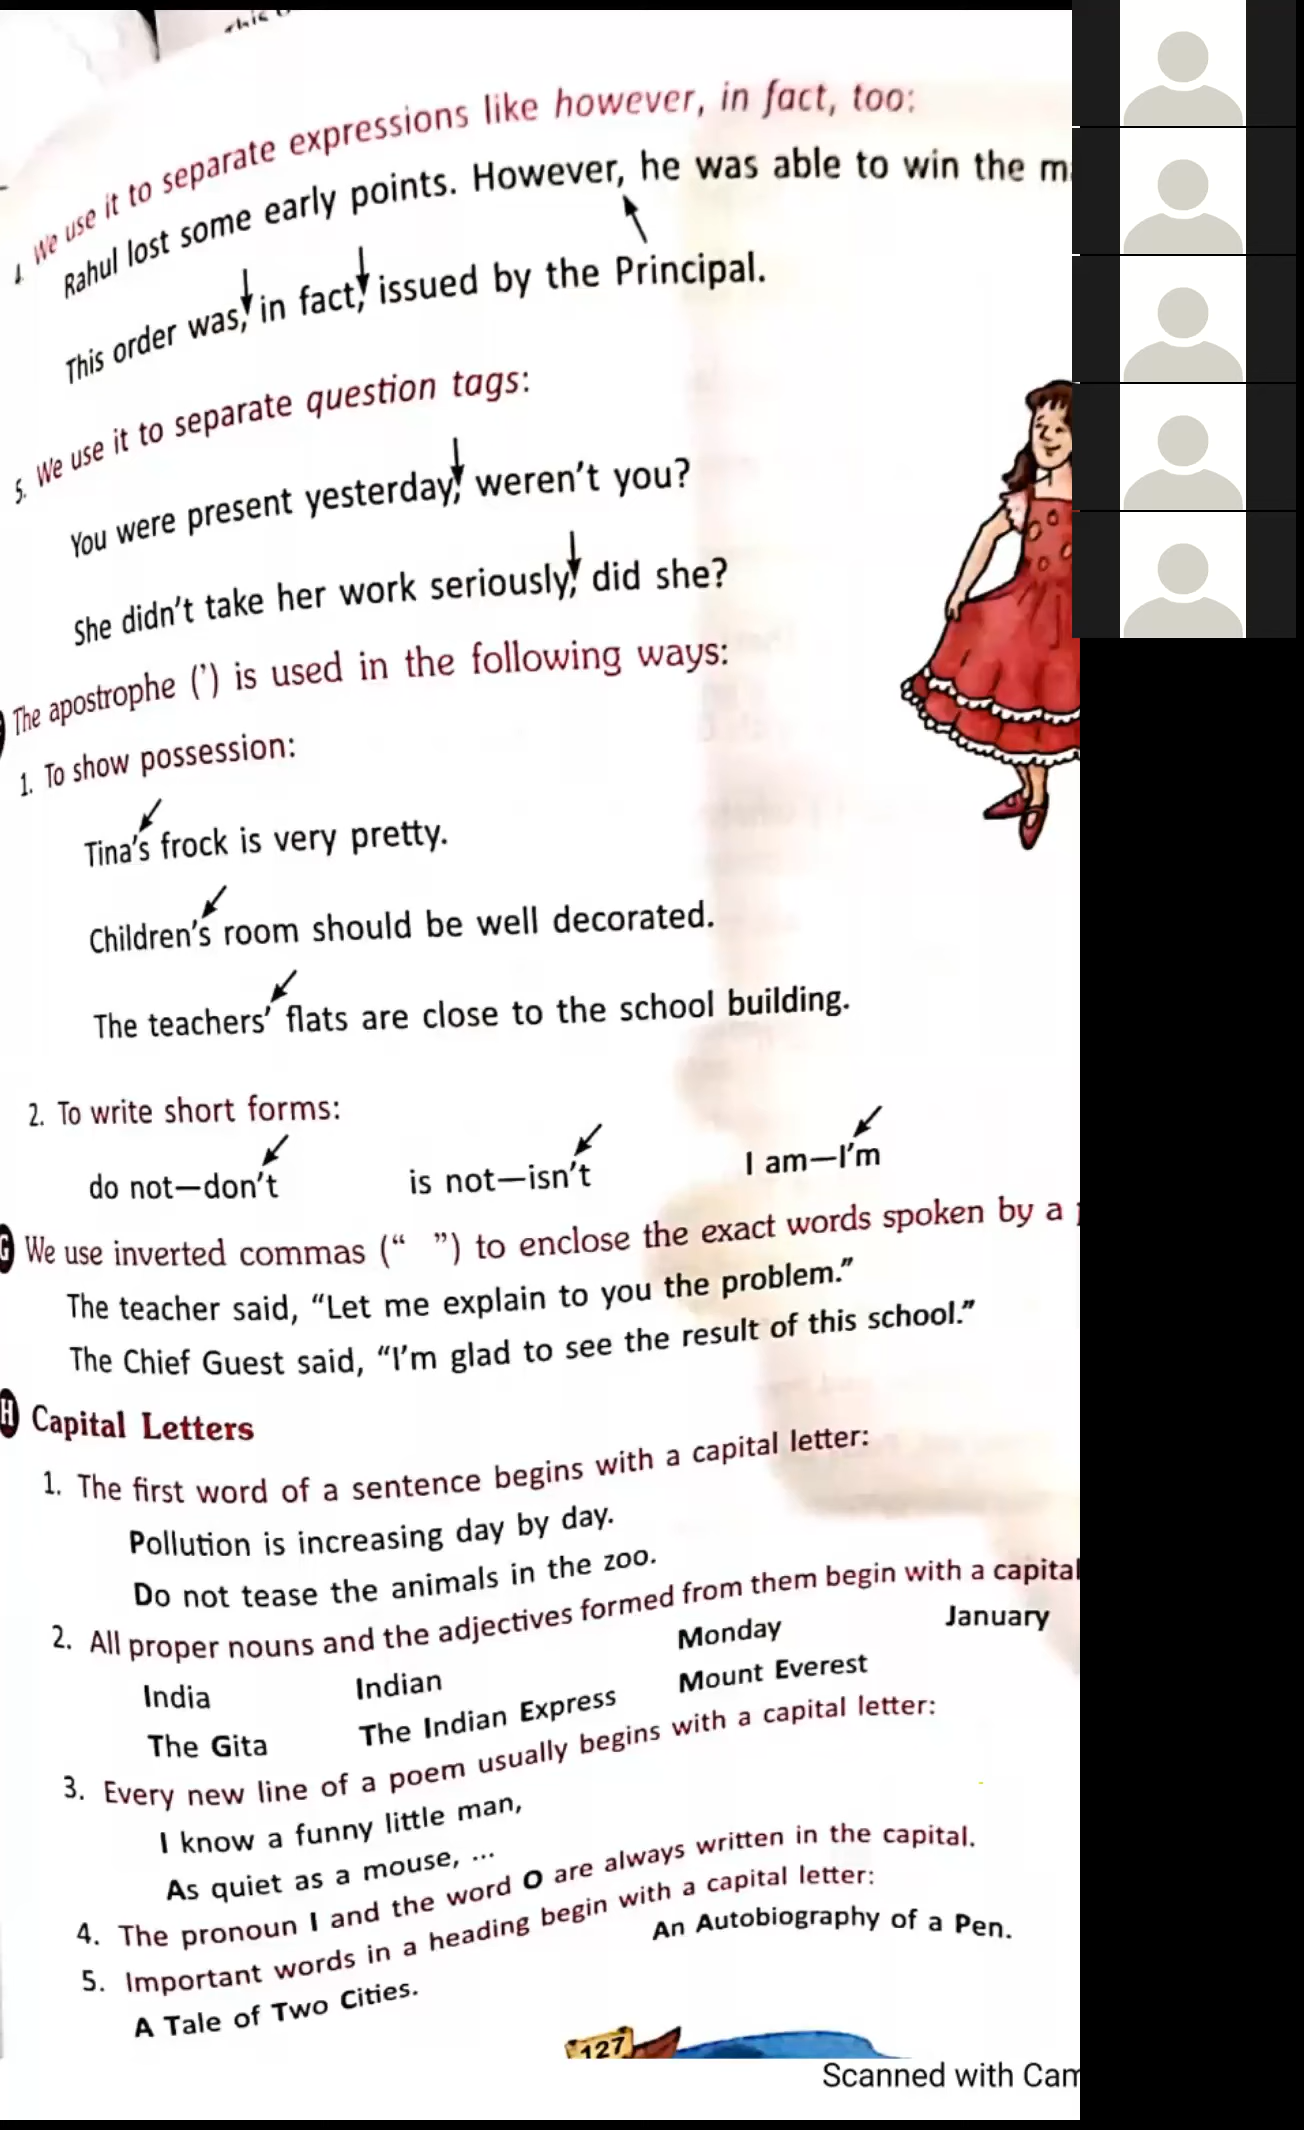 4. We use it to separate expressions like however, in fact, too:
Rahul lost some early points. However, he was able to win the
This order was, in fact, issued by the Principal.
5. We use it to separate question tags:
You were present yesterday, weren't you?
She didn't take her work seriously, did she?
The apostrophe (’) is used in the following ways:
1. To show possession:
Tina's frock is very pretty.
Children's room should be well decorated.
The teachers' flats are close to the school building.
2. To write short forms:
do not—don't is not—isn't I am—I'm
G We use inverted commas (“ ”) to enclose the exact words spoken by a
The teacher said, “Let me explain to you the problem.”
The Chief Guest said, “I'm glad to see the result of this school.”
H Capital Letters
1. The first word of a sentence begins with a capital letter:
Pollution is increasing day by day.
Do not tease the animals in the zoo.
2. All proper nouns and the adjectives formed from them begin with a capital
India Indian Monday January
The Gita The Indian Express Mount Everest
3. Every new line of a poem usually begins with a capital letter:
I know a funny little man,
As quiet as a mouse, ...
4. The pronoun I and the word O are always written in the capital.
5. Important words in a heading begin with a capital letter:
A Tale of Two Cities. An Autobiography of a Pen.
127
Scanned with